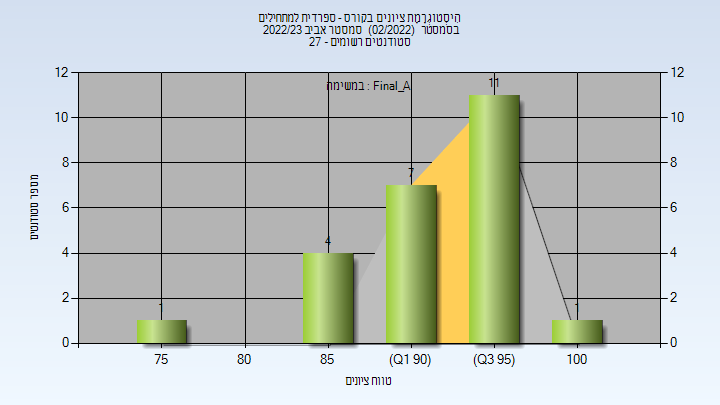 היסטוגרמת ציונים בקורס - ספרדית למתחילים
בסמסטר (02/2022) סמסטר אביב 2022/23
סטודנטים רשומים - 27
במשימה : Final_A
מספר סטודנטים
12
10
8
6
4
2
0
12
10
8
6
4
2
0
1
4
7
11
1
75
80
85
(Q1 90)
(Q3 95)
100
טווח ציונים